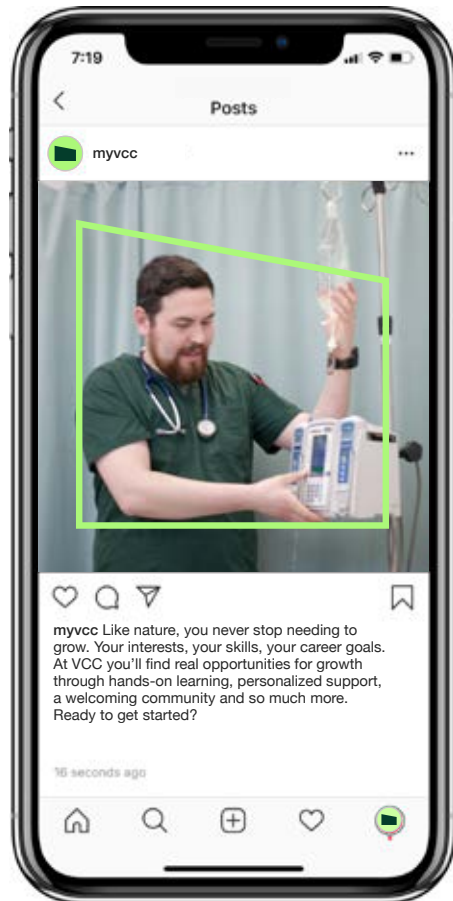 7:19
Posts
myvcc
myvcc Like nature, you never stop needing to
grow. Your interests, your skills, your career goals.
At VCC you’ll find real opportunities for growth
through hands-on learning, personalized support,
a welcoming community and so much more.
Ready to get started?
16 seconds ago